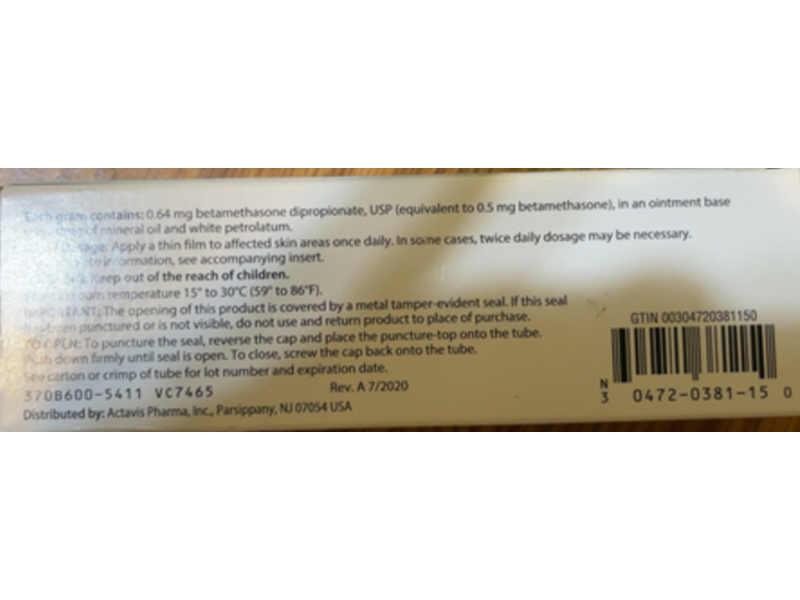 Each gram contains: 0.64 mg betamethasone dipropionate, USP (equivalent to 0.5 mg betamethasone), in an ointment base
of mineral oil and white petrolatum.
Dosage: Apply a thin film to affected skin areas once daily. In some cases, twice daily dosage may be necessary.
information, see accompanying insert.
Keep out of the reach of children.
room temperature 15° to 30°C (59° to 86°F).
IMPORTANT: The opening of this product is covered by a metal tamper-evident seal. If this seal
has been punctured or is not visible, do not use and return product to place of purchase.
TO OPEN: To puncture the seal, reverse the cap and place the puncture-top onto the tube.
Push down firmly until seal is open. To close, screw the cap back onto the tube.
See carton or crimp of tube for lot number and expiration date.
370B600-5411 VC7465 Rev. A 7/2020
Distributed by: Actavis Pharma, Inc., Parsippany, NJ 07054 USA
GTIN 00304720381150
N
3 0472-0381-15 0